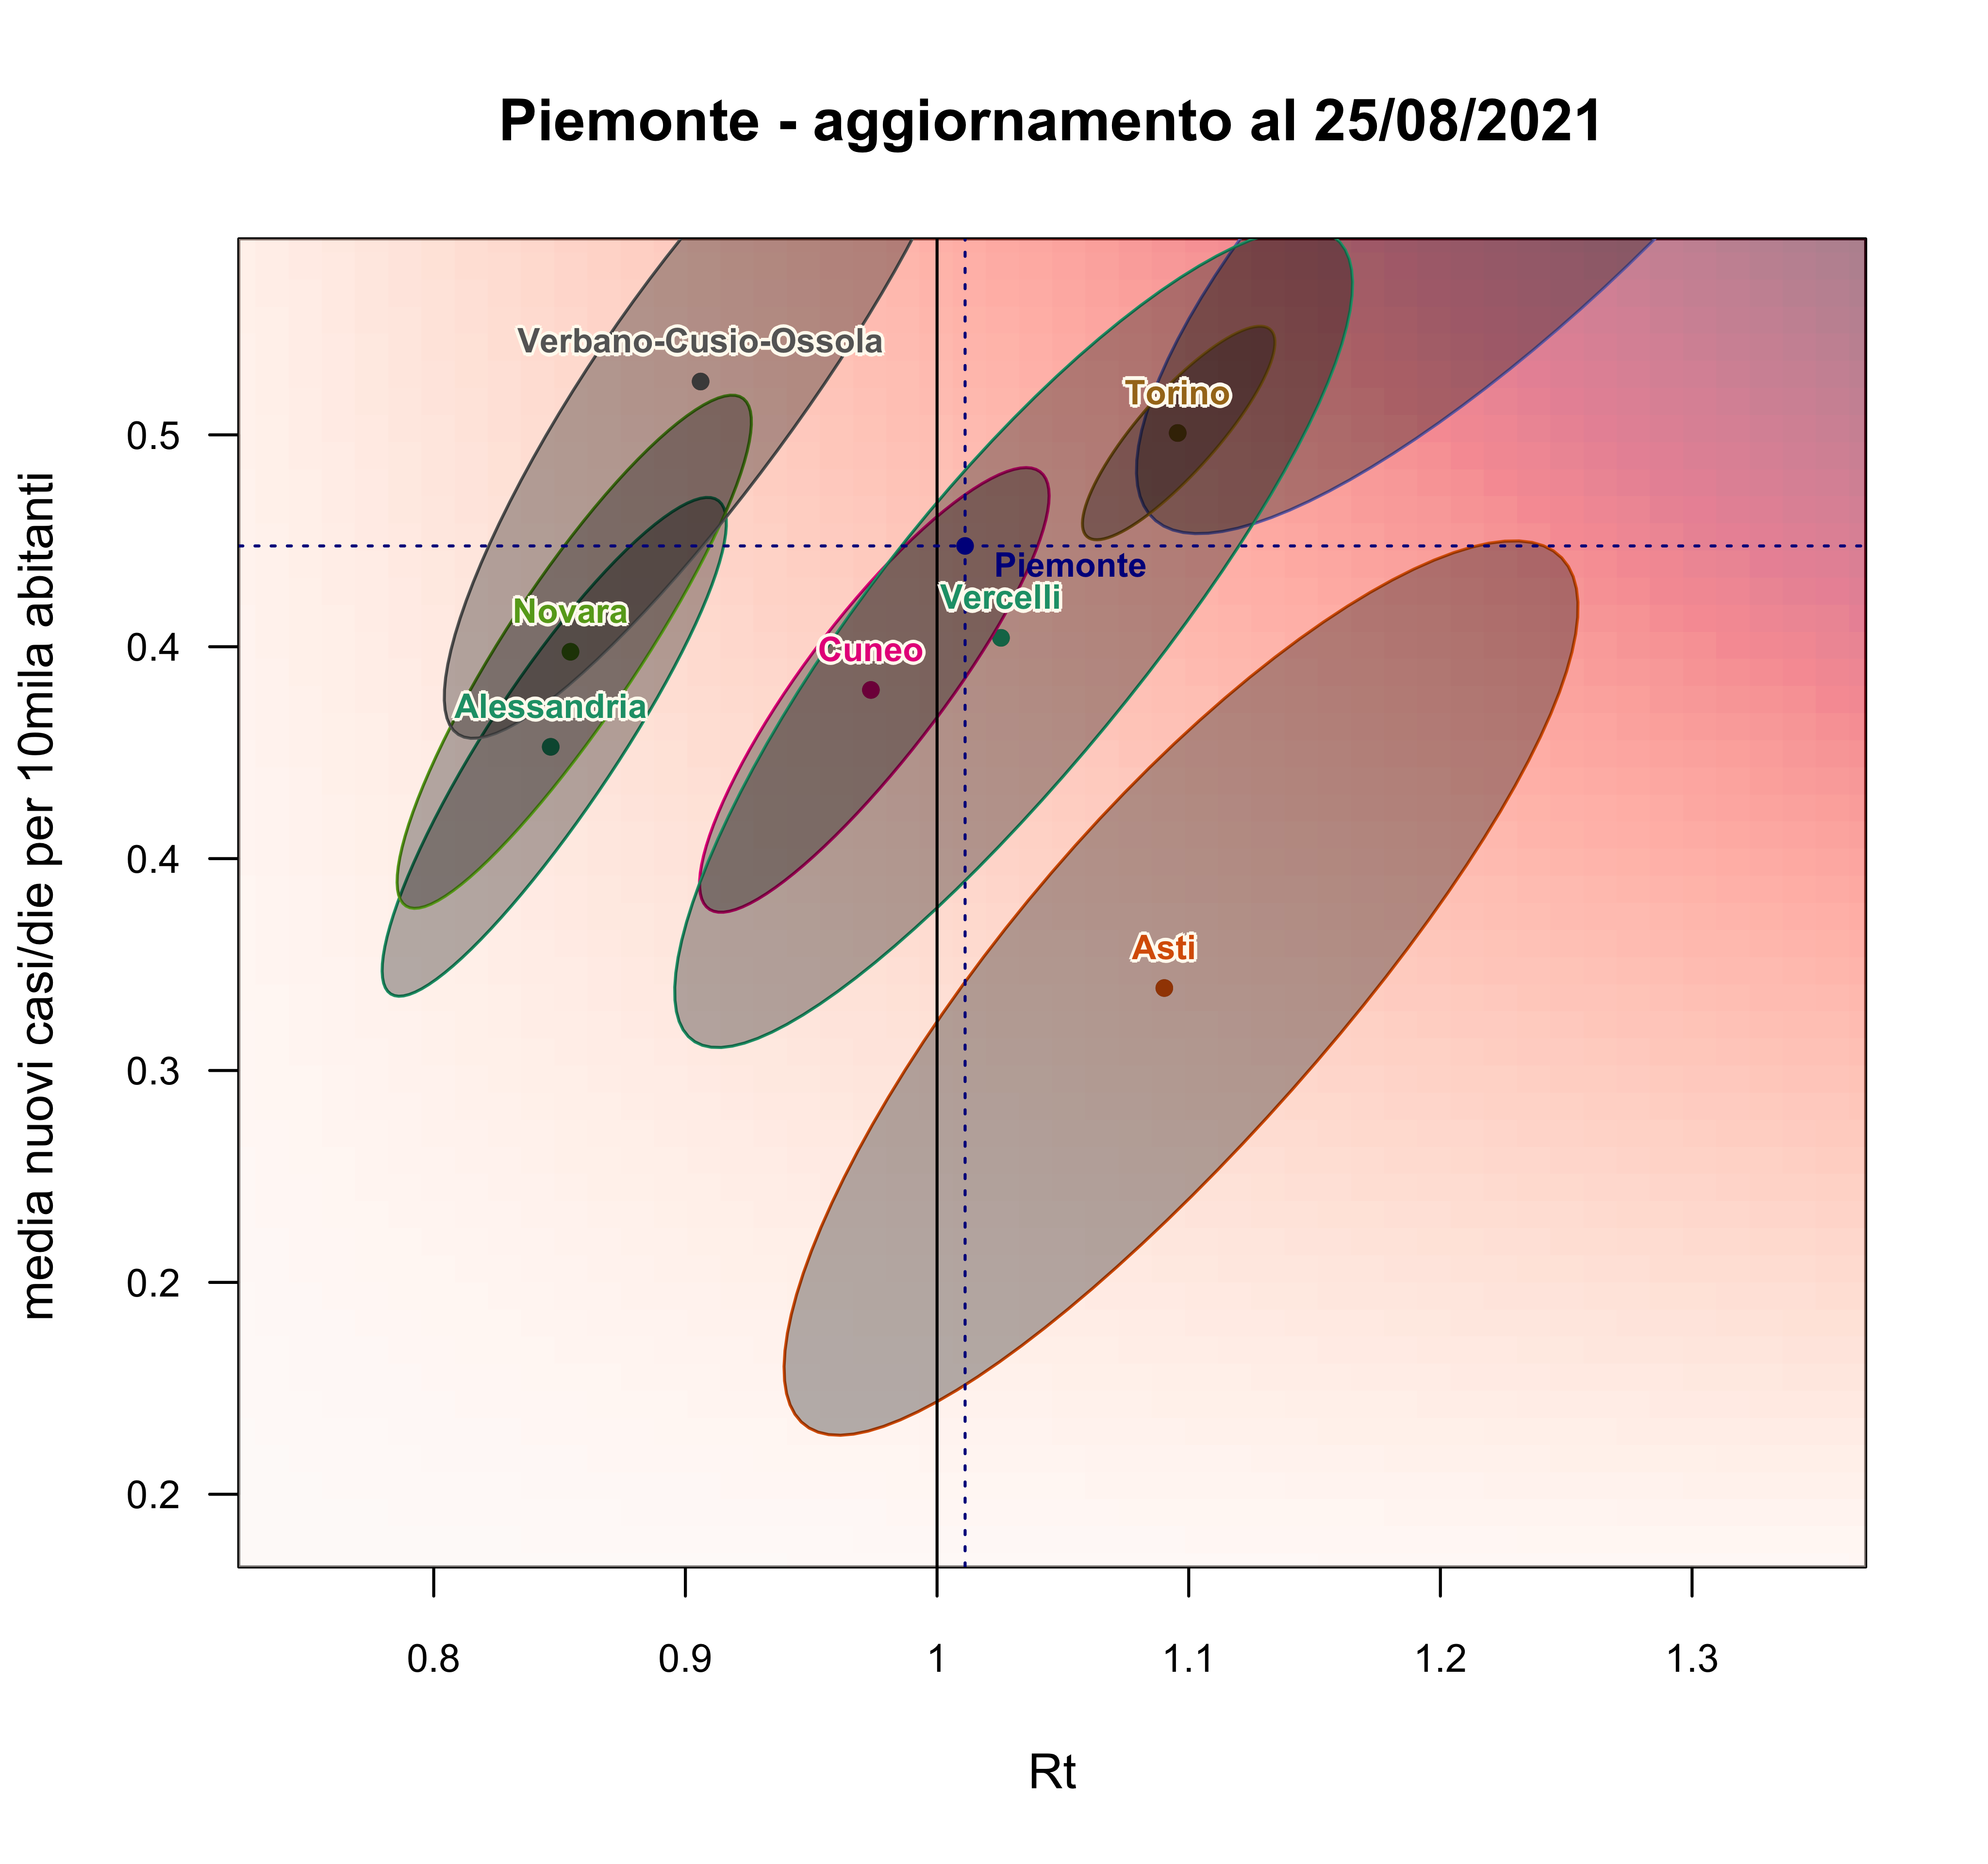 Piemonte - aggiornamento al 25/08/2021
media nuovi casi/die per 10mila abitanti
0.5
0.4
0.4
0.3
0.2
0.2
Verbano-Cusio-Ossola
Torino
Piemonte
Vercelli
Novara
Cuneo
Alessandria
Asti
0.8
0.9
1
1.1
1.2
1.3
Rt